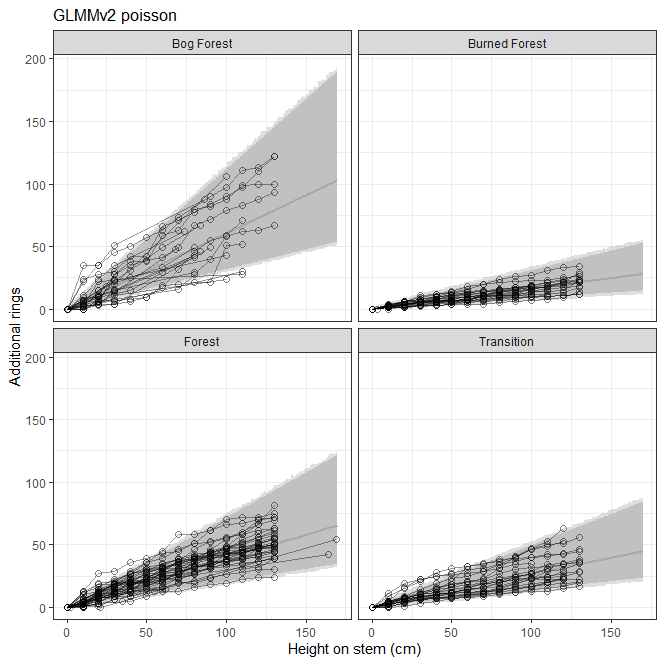 GLMMv2 poisson
Bog Forest
Burned Forest
200
150
100
50
0
Forest
Transition
200
150
100
50
0
0 50 100 150
0 50 100 150
Additional rings
Height on stem (cm)